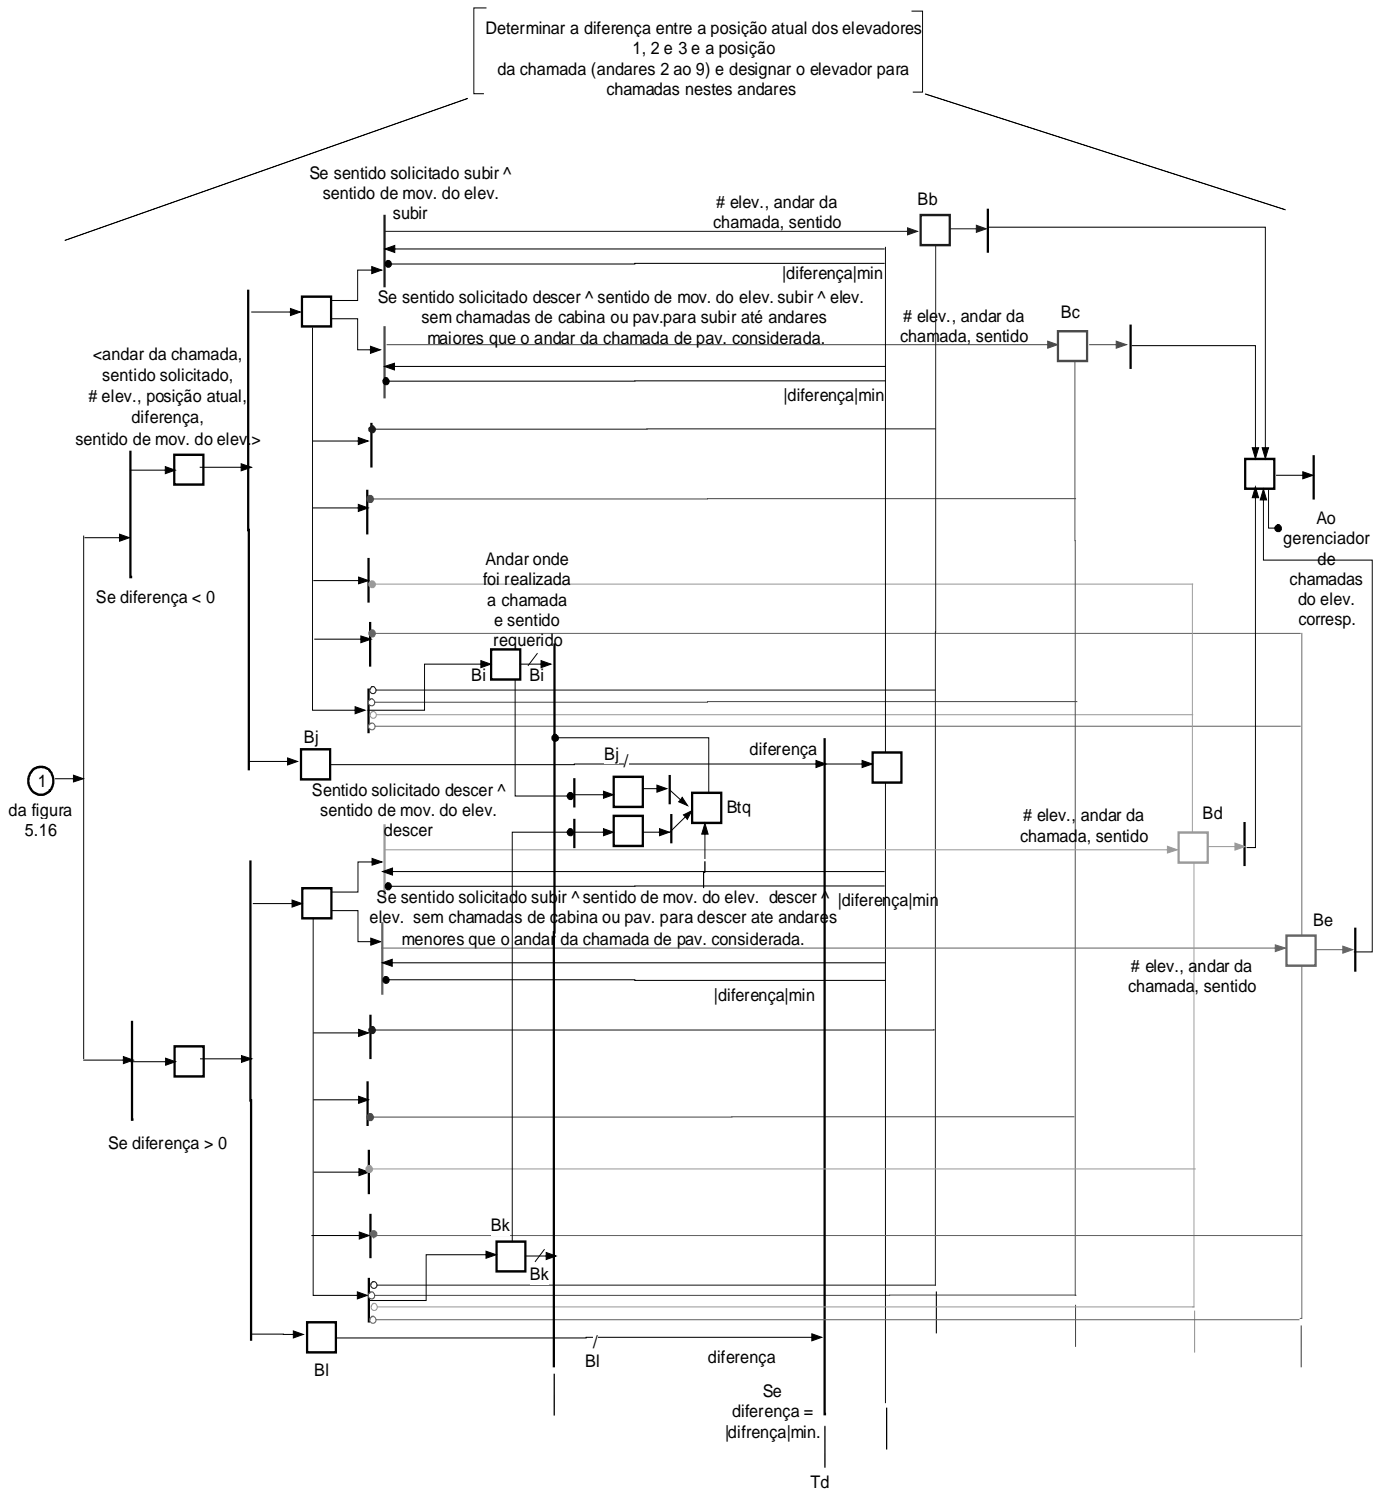 Determinar a diferença entre a posição atual dos elevadores
1, 2 e 3 e a posição
da chamada (andares 2 ao 9) e designar o elevador para
chamadas nestes andares
Se sentido solicitado subir ^
sentido de mov. do elev.
subir
# elev., andar da
chamada, sentido
Bb
|diferença|min
Se sentido solicitado descer ^ sentido de mov. do elev. subir ^ elev.
sem chamadas de cabina ou pav.para subir até andares
maiores que o andar da chamada de pav. considerada.
# elev., andar da
chamada, sentido
Bc
|diferença|min
<andar da chamada,
sentido solicitado,
# elev., posição atual,
diferença,
sentido de mov. do elev.>
Se diferença < 0
Ao
gerenciador
de
chamadas
do elev.
corresp.
Andar onde
foi realizada
a chamada
e sentido
requerido
Bi
Bi
Bj
Bj
diferença
1
da figura
5.16
Sentido solicitado descer ^
sentido de mov. do elev.
descer
Btq
# elev., andar da
chamada, sentido
Bd
|diferença|min
Se sentido solicitado subir ^ sentido de mov. do elev. descer ^
elev. sem chamadas de cabina ou pav. para descer ate andares
menores que o andar da chamada de pav. considerada.
Be
# elev., andar da
chamada, sentido
|diferença|min
Se diferença > 0
Bk
Bk
Bl
Bl
diferença
Se
diferença =
|difrença|min.
Td